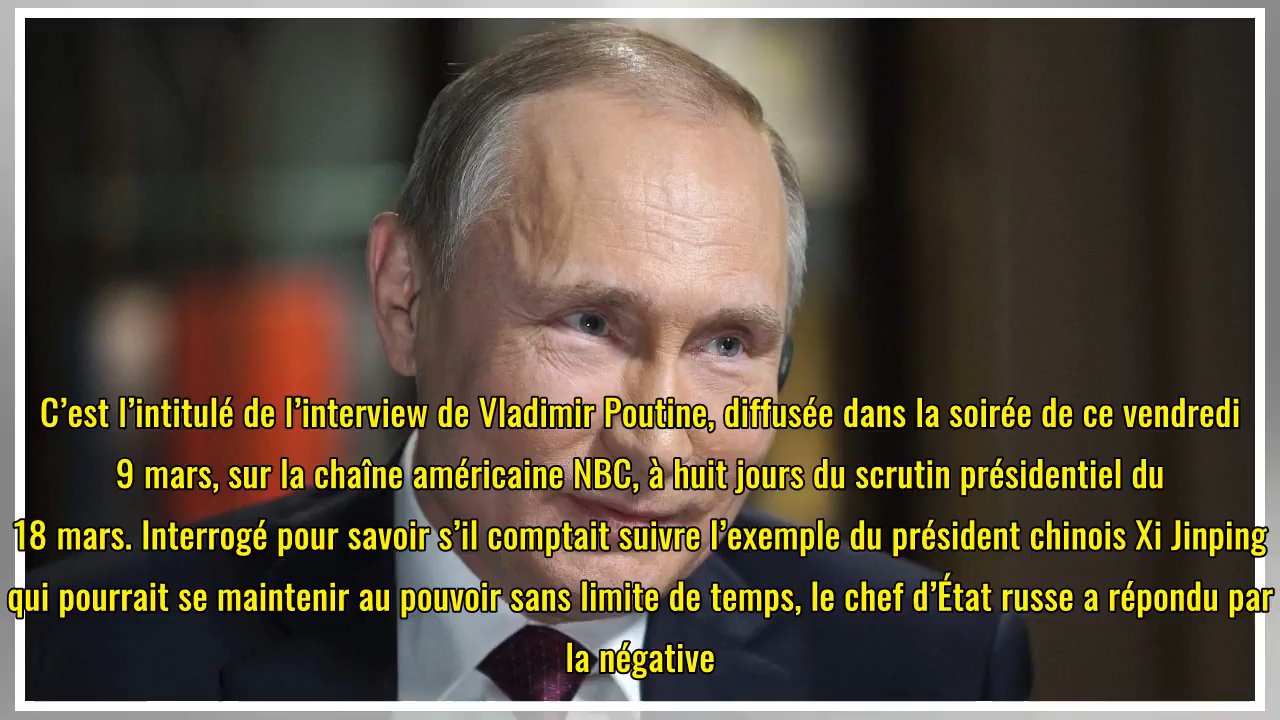 C’est l’intitulé de l’interview de Vladimir Poutine, diffusée dans la soirée de ce vendredi
9 mars, sur la chaîne américaine NBC, à huit jours du scrutin présidentiel du
18 mars. Interrogé pour savoir s’il comptait suivre l’exemple du président chinois Xi Jinping
qui pourrait se maintenir au pouvoir sans limite de temps, le chef d’État russe a répondu par
la négative